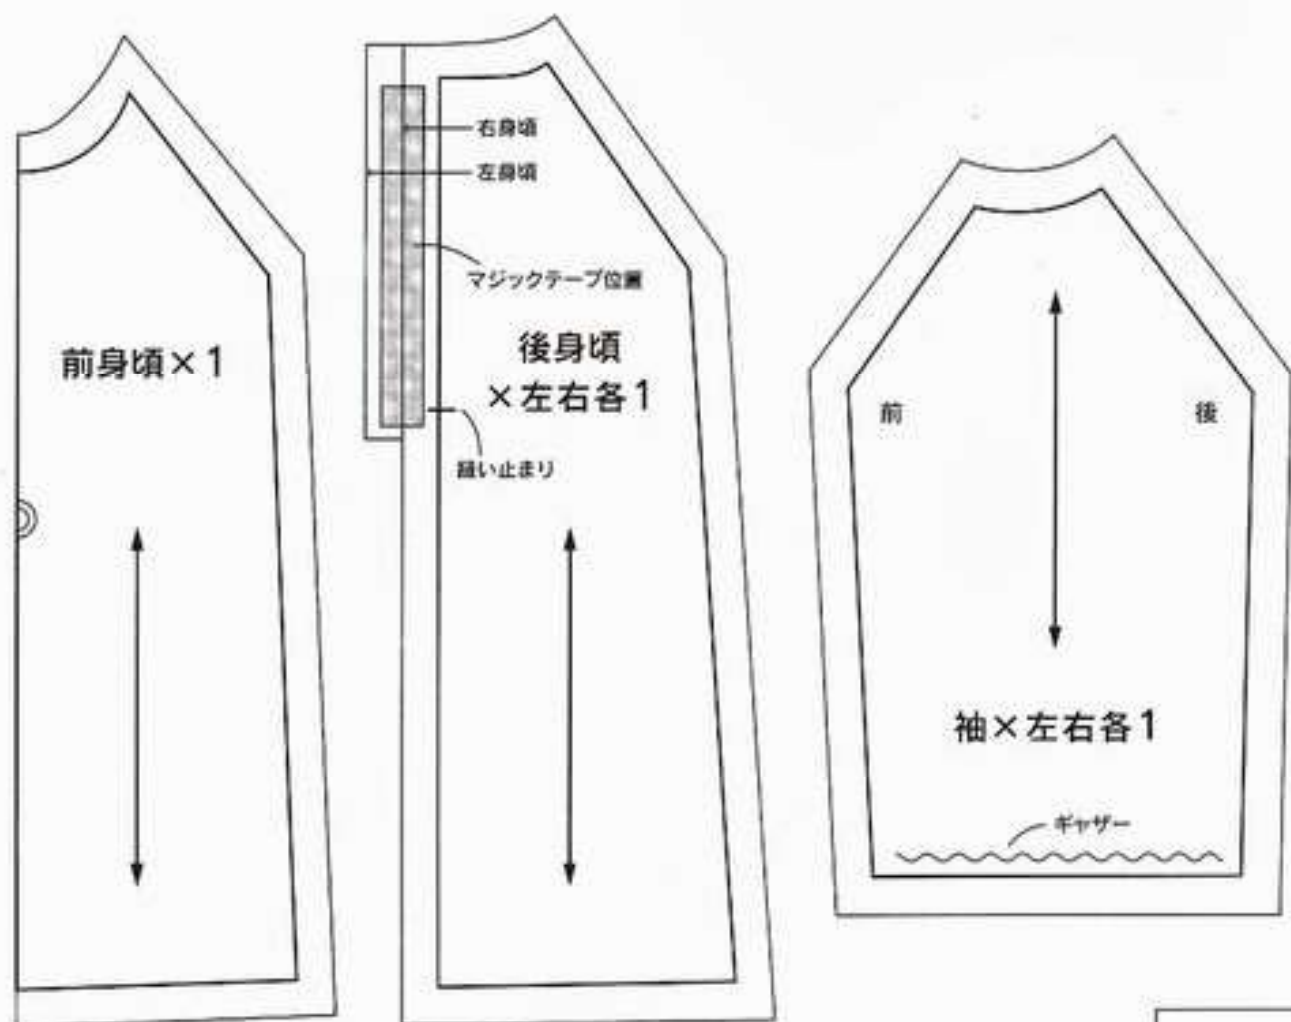 前身頃×1
右身頃
左身頃
マジックテープ位置
後身頃
×左右各1
縫い止まり
前
後
袖×左右各1
ギャザー